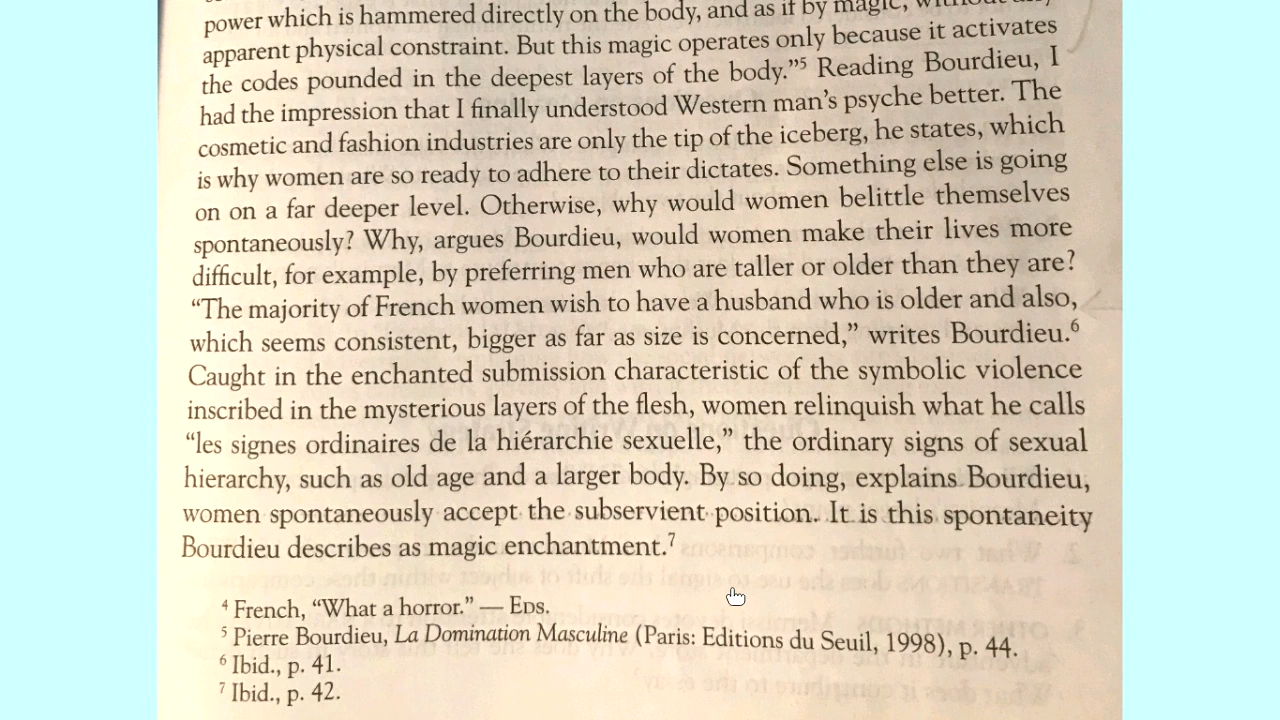 power which is hammered directly on the body, and as if by magic, without any
apparent physical constraint. But this magic operates only because it activates
the codes pounded in the deepest layers of the body.”5 Reading Bourdieu, I
had the impression that I finally understood Western man’s psyche better. The
cosmetic and fashion industries are only the tip of the iceberg, he states, which
is why women are so ready to adhere to their dictates. Something else is going
on on a far deeper level. Otherwise, why would women belittle themselves
spontaneously? Why, argues Bourdieu, would women make their lives more
difficult, for example, by preferring men who are taller or older than they are?
“The majority of French women wish to have a husband who is older and also,
which seems consistent, bigger as far as size is concerned,” writes Bourdieu.6
Caught in the enchanted submission characteristic of the symbolic violence
inscribed in the mysterious layers of the flesh, women relinquish what he calls
“les signes ordinaires de la hiérarchie sexuelle,” the ordinary signs of sexual
hierarchy, such as old age and a larger body. By so doing, explains Bourdieu,
women spontaneously accept the subservient position. It is this spontaneity
Bourdieu describes as magic enchantment.7
4 French, “What a horror.” — EDS.
5 Pierre Bourdieu, La Domination Masculine (Paris: Editions du Seuil, 1998), p. 44.
6 Ibid., p. 41.
7 Ibid., p. 42.